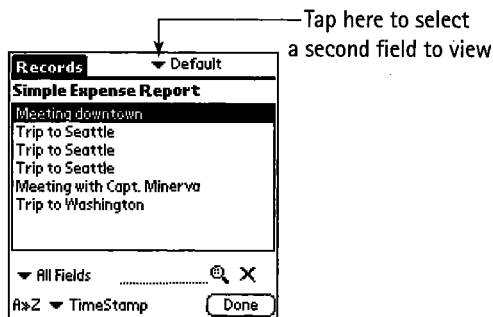 Tap here to select
a second field to view
Records ▼ Default
Simple Expense Report
Meeting downtown
Trip to Seattle
Trip to Seattle
Trip to Seattle
Meeting with Capt. Minerva
Trip to Washington
▼ All Fields
A»Z ▼ TimeStamp Done